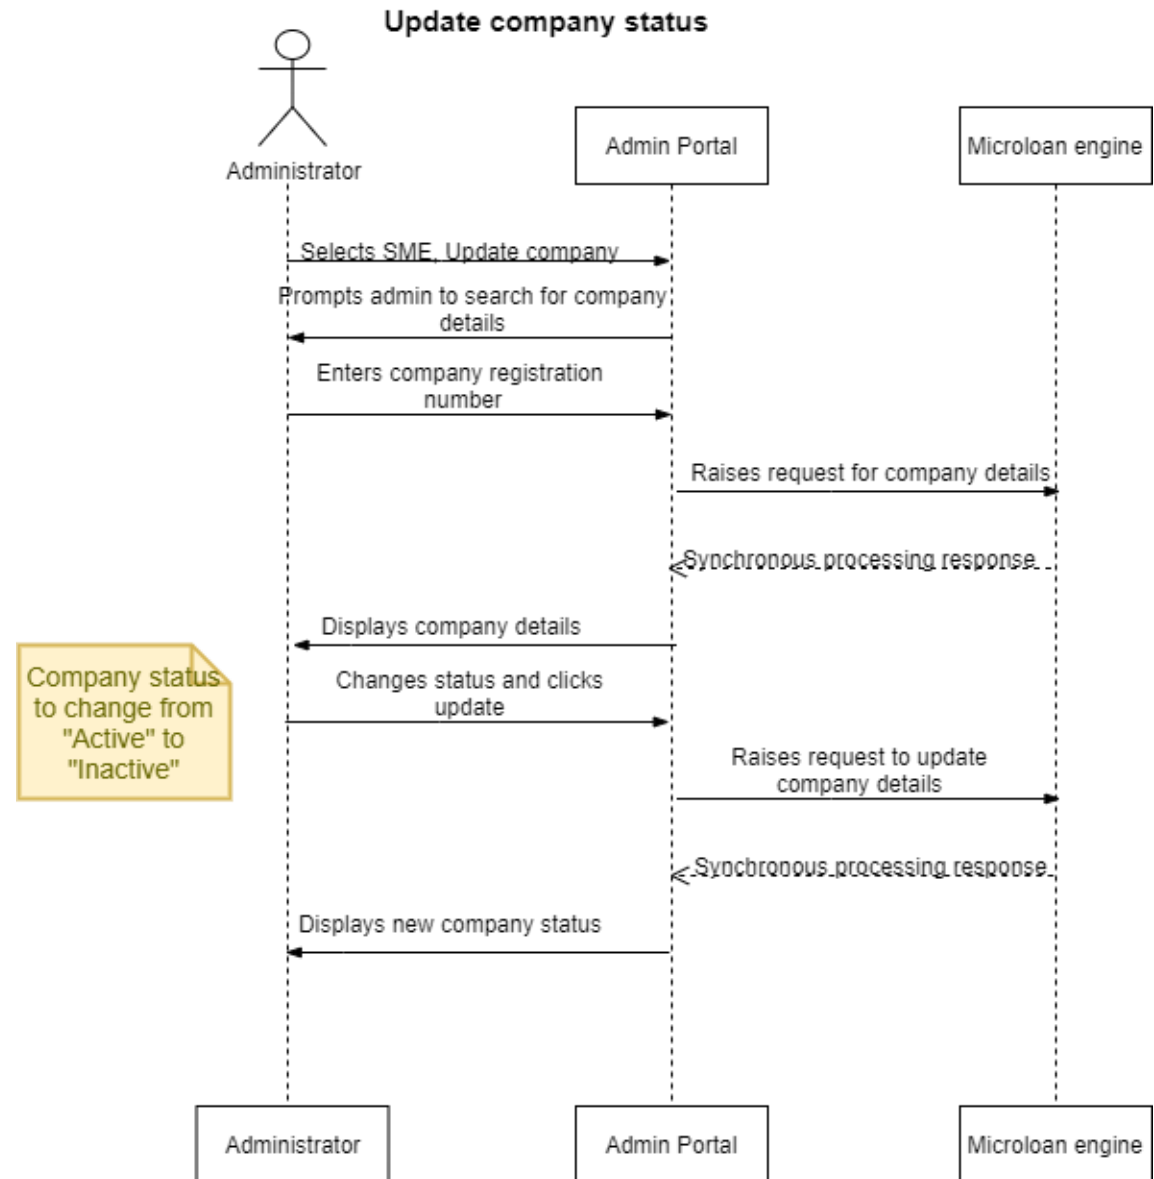 Update company status
Administrator
Admin Portal
Microloan engine
Selects SME, Update company
Prompts admin to search for company
details
Enters company registration
number
Raises request for company details
Synchronous processing response
Displays company details
Company status
to change from
"Active" to
"Inactive"
Changes status and clicks
update
Raises request to update
company details
Synchronous processing response
Displays new company status
Administrator
Admin Portal
Microloan engine